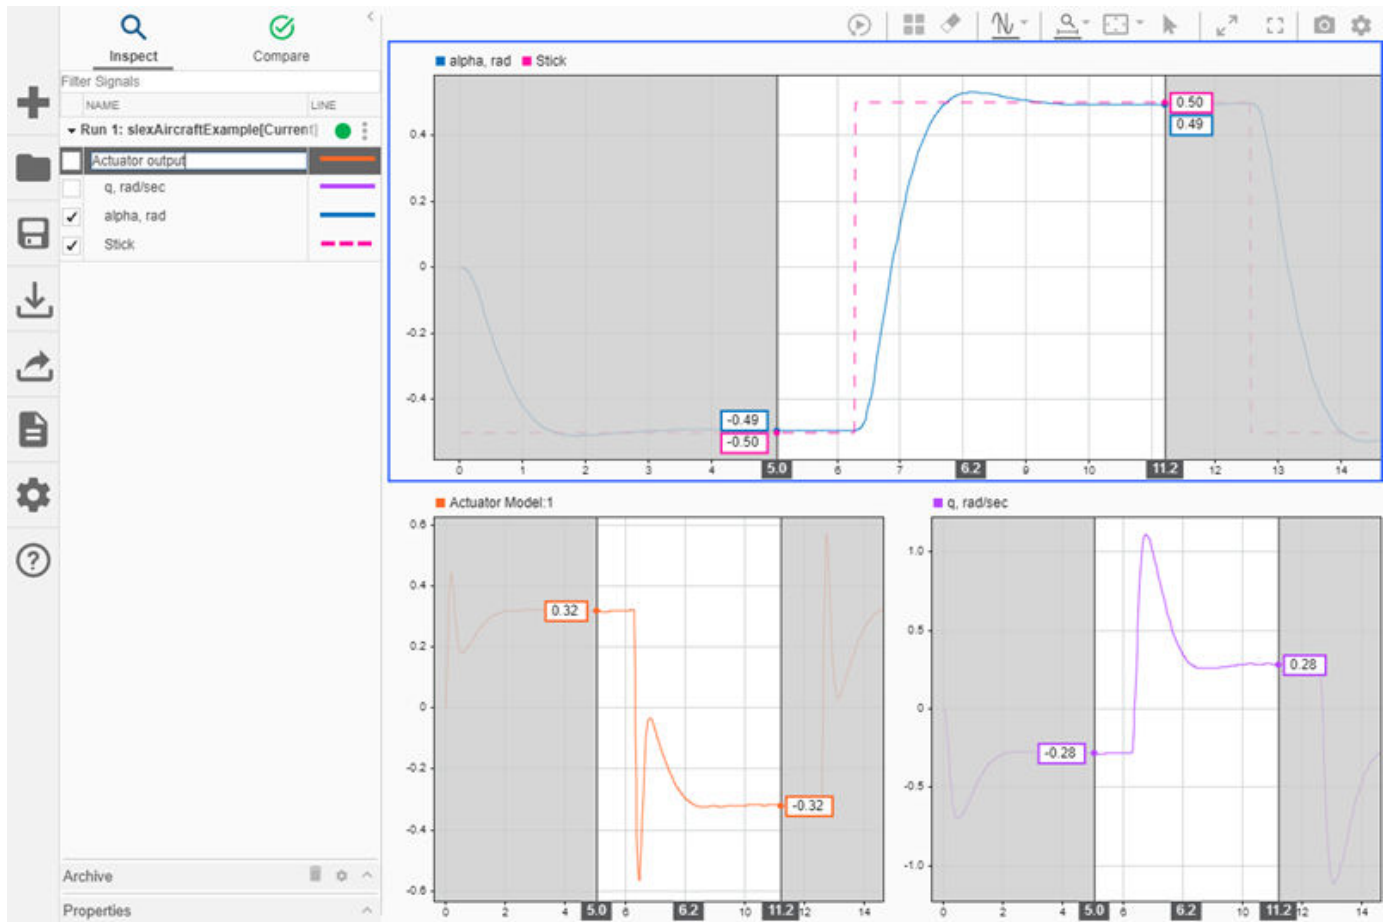 Inspect
Compare
Filter Signals
NAME LINE
Run 1: slexAircraftExample[Current]
Actuator output
q, rad/sec
alpha, rad
Stick
Archive
Properties
alpha, rad Stick
0.4
0.2
0
-0.2
-0.4
0.50
0.49
-0.49
-0.50
0 1 2 3 4 5.0 6 7 6.2 9 10 11.2 12 13 14
Actuator Model:1
0.6
0.4
0.2
0
-0.2
-0.4
-0.6
0.32
-0.32
0 2 4 5.0 6 6.2 10 11.2 14
q, rad/sec
1.0
0.5
0
-0.5
-1.0
-0.28
0.28
0 2 4 5.0 6 6.2 10 11.2 12 14